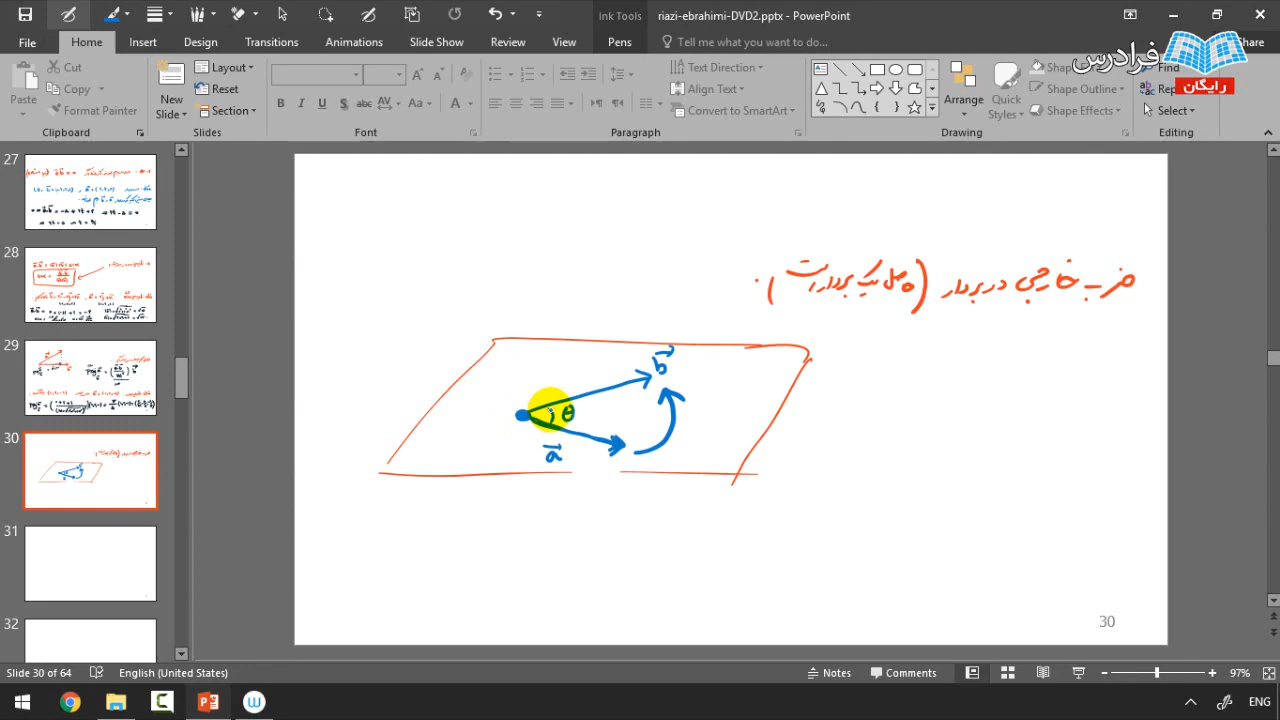 riazi-ebrahimi-DVD2.pptx - PowerPoint
Ink Tools
File
Home
Insert
Design
Transitions
Animations
Slide Show
Review
View
Pens
Tell me what you want to do...
Share
فرادرس
رایگان
Paste
Cut
Copy
Format Painter
Clipboard
New Slide
Layout
Reset
Section
Slides
B I U S abc AV Aa A
Font
Text Direction
Align Text
Convert to SmartArt
Paragraph
Arrange
Quick Styles
Shape Outline
Shape Effects
Drawing
Find
Select
Editing
27
28
29
30
31
32
ضرب خارجی دو بردار (حاصل یک بردار است).
b
θ
a
30
Slide 30 of 64
English (United States)
Notes
Comments
97%
ENG